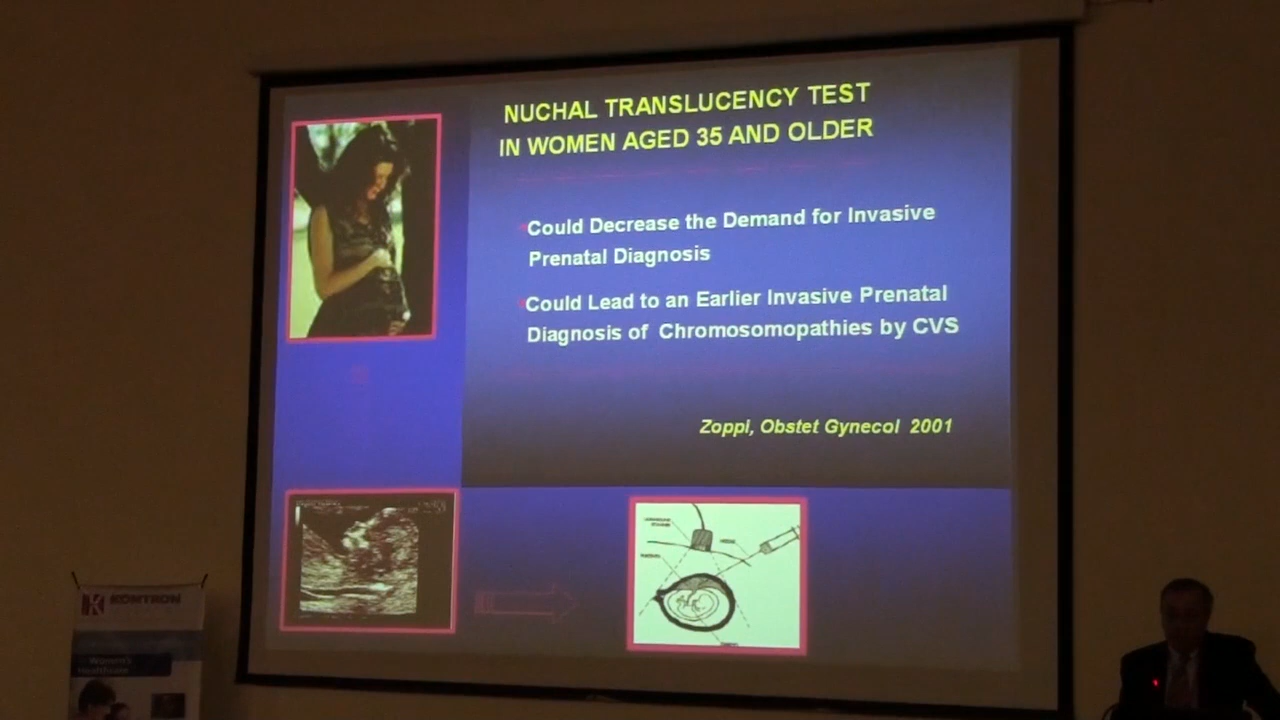 NUCHAL TRANSLUCENCY TEST
IN WOMEN AGED 35 AND OLDER
Could Decrease the Demand for Invasive
Prenatal Diagnosis
Could Lead to an Earlier Invasive Prenatal
Diagnosis of Chromosomopathies by CVS
Zoppi, Obstet Gynecol 2001
K KOMTRON
Women's
Healthcare